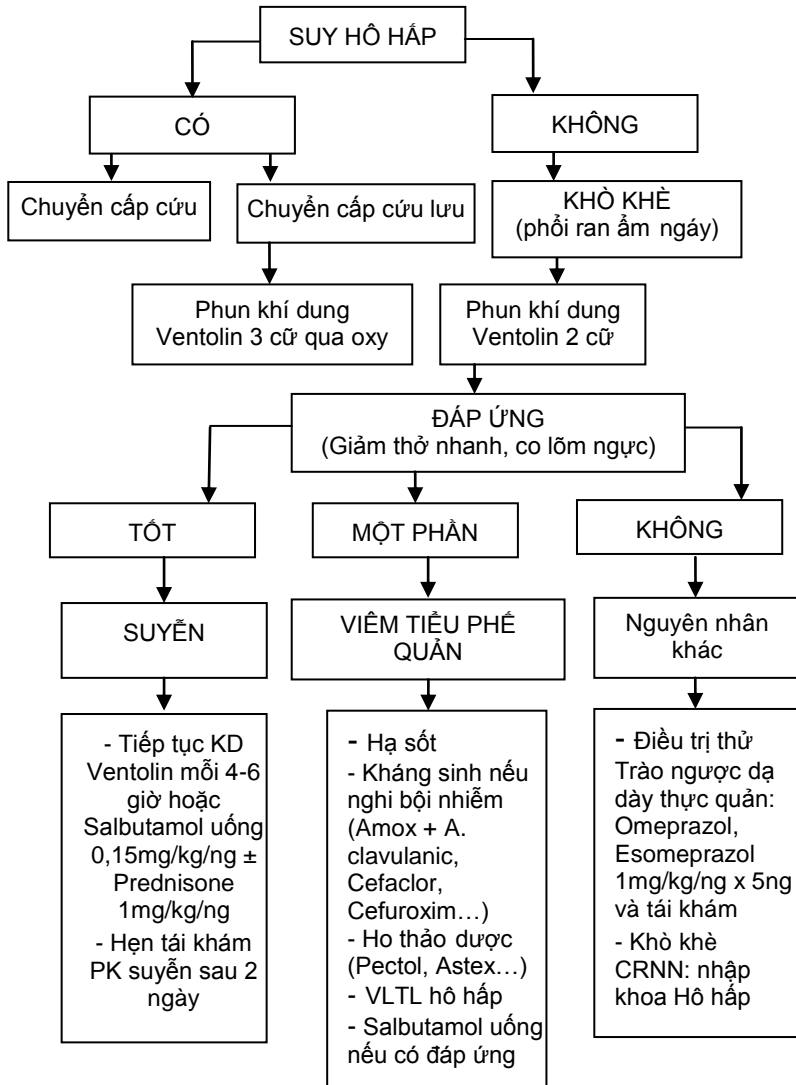 SUY HÔ HẤP
CÓ
KHÔNG
Chuyển cấp cứu
Chuyển cấp cứu lưu
KHÒ KHÈ
(phổi ran ẩm ngáy)
Phun khí dung
Ventolin 3 cữ qua oxy
Phun khí dung
Ventolin 2 cữ
ĐÁP ỨNG
(Giảm thở nhanh, co lõm ngực)
TỐT
MỘT PHẦN
KHÔNG
SUYỄN
VIÊM TIỂU PHẾ
QUẢN
Nguyên nhân
khác
- Tiếp tục KD
Ventolin mỗi 4-6
giờ hoặc
Salbutamol uống
0,15mg/kg/ng ±
Prednisone
1mg/kg/ng
- Hẹn tái khám
PK suyễn sau 2
ngày
- Hạ sốt
- Kháng sinh nếu
nghi bội nhiễm
(Amox + A.
clavulanic,
Cefaclor,
Cefuroxim…)
- Ho thảo dược
(Pectol, Astex…)
- VLTL hô hấp
- Salbutamol uống
nếu có đáp ứng
- Điều trị thử
Trào ngược dạ
dày thực quản:
Omeprazol,
Esomeprazol
1mg/kg/ng x 5ng
và tái khám
- Khò khè
CRNN: nhập
khoa Hô hấp